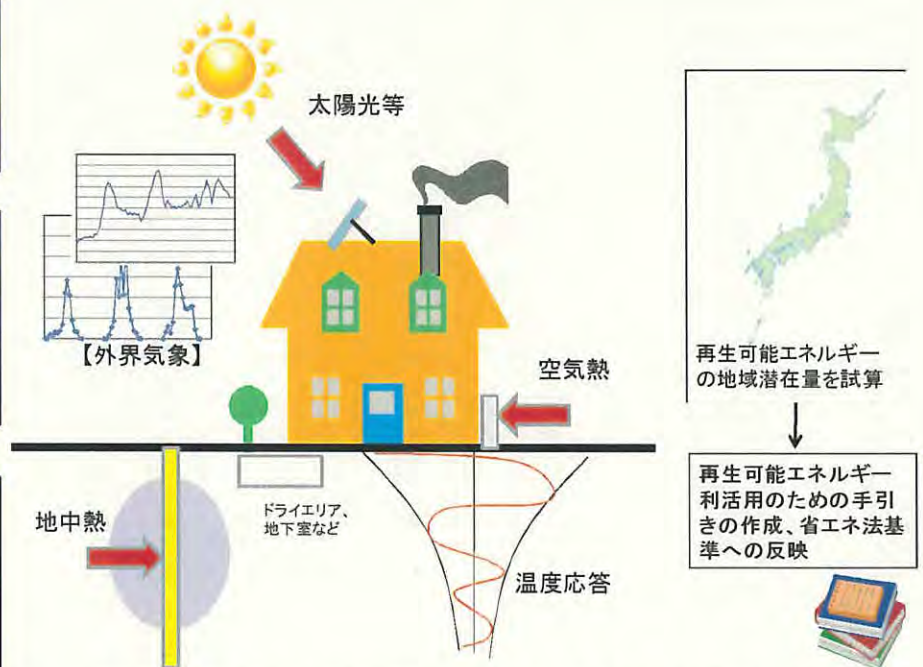 太陽光等
【外界気象】
空気熱
地中熱
ドライエリア、
地下室など
温度応答
再生可能エネルギー
の地域潜在量を試算
再生可能エネルギー
利活用のための手引
きの作成、省エネ法基
準への反映